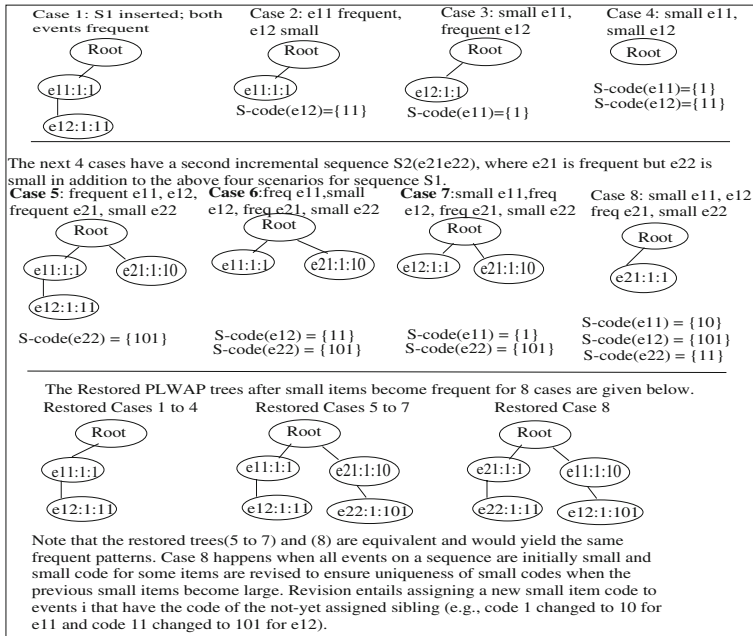 Case 1: S1 inserted; both
events frequent
Root
e11:1:1
e12:1:11
Case 2: e11 frequent,
e12 small
Root
e11:1:1
S-code(e12)={11}
Case 3: small e11,
frequent e12
Root
e12:1:1
S-code(e11)={1}
Case 4: small e11,
small e12
Root
S-code(e11)={1}
S-code(e12)={11}
The next 4 cases have a second incremental sequence S2(e21e22), where e21 is frequent but e22 is
small in addition to the above four scenarios for sequence S1.
Case 5: frequent e11, e12,
frequent e21, small e22
Root
e11:1:1
e21:1:10
e12:1:11
S-code(e22) = {101}
Case 6:freq e11,small
e12, freq e21, small e22
Root
e11:1:1
e21:1:10
S-code(e12) = {11}
S-code(e22) = {101}
Case 7:small e11,freq
e12, freq e21, small e22
Root
e12:1:1
e21:1:10
S-code(e11) = {1}
S-code(e22) = {101}
Case 8: small e11, e12
freq e21, small e22
Root
e21:1:1
S-code(e11) = {10}
S-code(e12) = {101}
S-code(e22) = {11}
The Restored PLWAP trees after small items become frequent for 8 cases are given below.
Restored Cases 1 to 4
Root
e11:1:1
e12:1:11
Restored Cases 5 to 7
Root
e11:1:1
e21:1:10
e12:1:11
e22:1:101
Restored Case 8
Root
e21:1:1
e11:1:10
e22:1:11
e12:1:101
Note that the restored trees(5 to 7) and (8) are equivalent and would yield the same
frequent patterns. Case 8 happens when all events on a sequence are initially small and
small code for some items are revised to ensure uniqueness of small codes when the
previous small items become large. Revision entails assigning a new small item code to
events i that have the code of the not-yet assigned sibling (e.g., code 1 changed to 10 for
e11 and code 11 changed to 101 for e12).